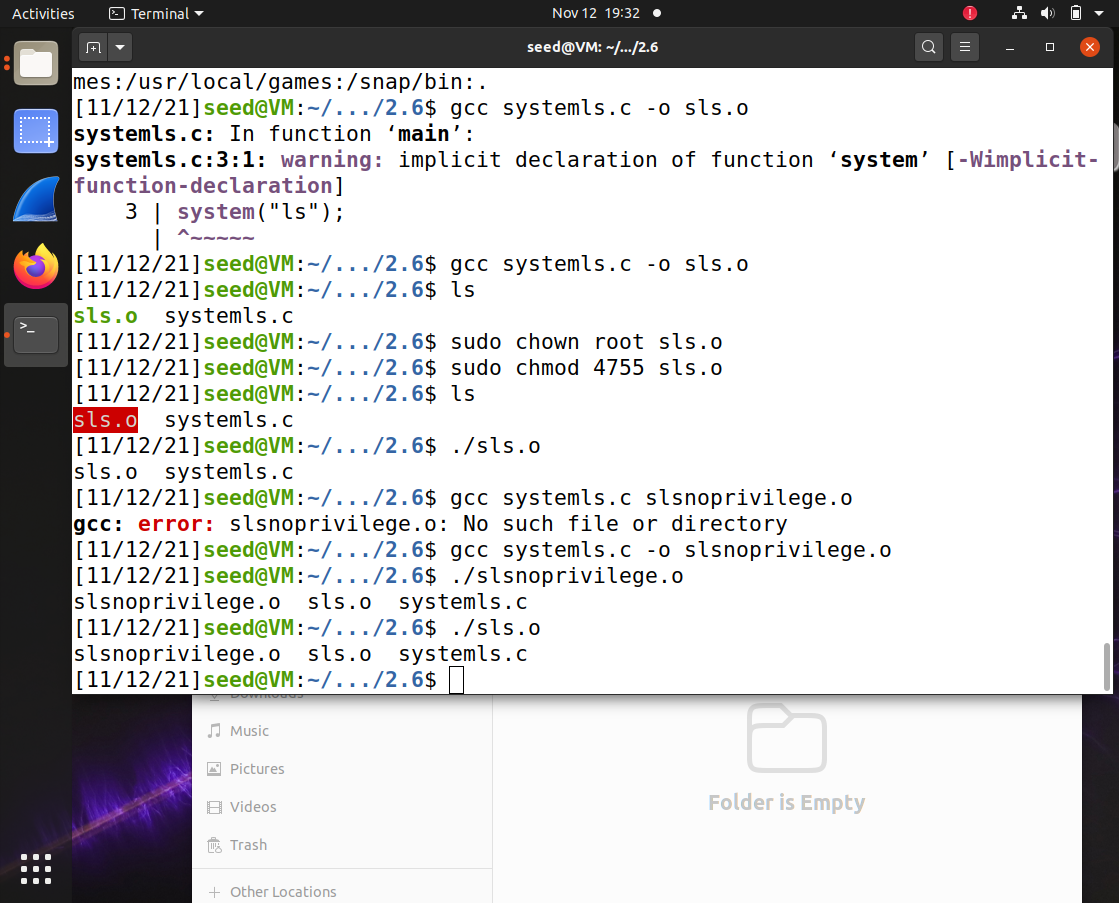 Activities Terminal Nov 12 19:32
seed@VM: ~/.../2.6
mes:/usr/local/games:/snap/bin:.
[11/12/21]seed@VM:~/.../2.6$ gcc systemls.c -o sls.o
systemls.c: In function ‘main’:
systemls.c:3:1: warning: implicit declaration of function ‘system’ [-Wimplicit-
function-declaration]
    3 | system("ls");
      | ^~~~~~
[11/12/21]seed@VM:~/.../2.6$ gcc systemls.c -o sls.o
[11/12/21]seed@VM:~/.../2.6$ ls
sls.o  systemls.c
[11/12/21]seed@VM:~/.../2.6$ sudo chown root sls.o
[11/12/21]seed@VM:~/.../2.6$ sudo chmod 4755 sls.o
[11/12/21]seed@VM:~/.../2.6$ ls
sls.o  systemls.c
[11/12/21]seed@VM:~/.../2.6$ ./sls.o
sls.o  systemls.c
[11/12/21]seed@VM:~/.../2.6$ gcc systemls.c slsnoprivilege.o
gcc: error: slsnoprivilege.o: No such file or directory
[11/12/21]seed@VM:~/.../2.6$ gcc systemls.c -o slsnoprivilege.o
[11/12/21]seed@VM:~/.../2.6$ ./slsnoprivilege.o
slsnoprivilege.o  sls.o  systemls.c
[11/12/21]seed@VM:~/.../2.6$ ./sls.o
slsnoprivilege.o  sls.o  systemls.c
[11/12/21]seed@VM:~/.../2.6$
Downloads
Music
Pictures
Folder is Empty
Videos
Trash
+ Other Locations